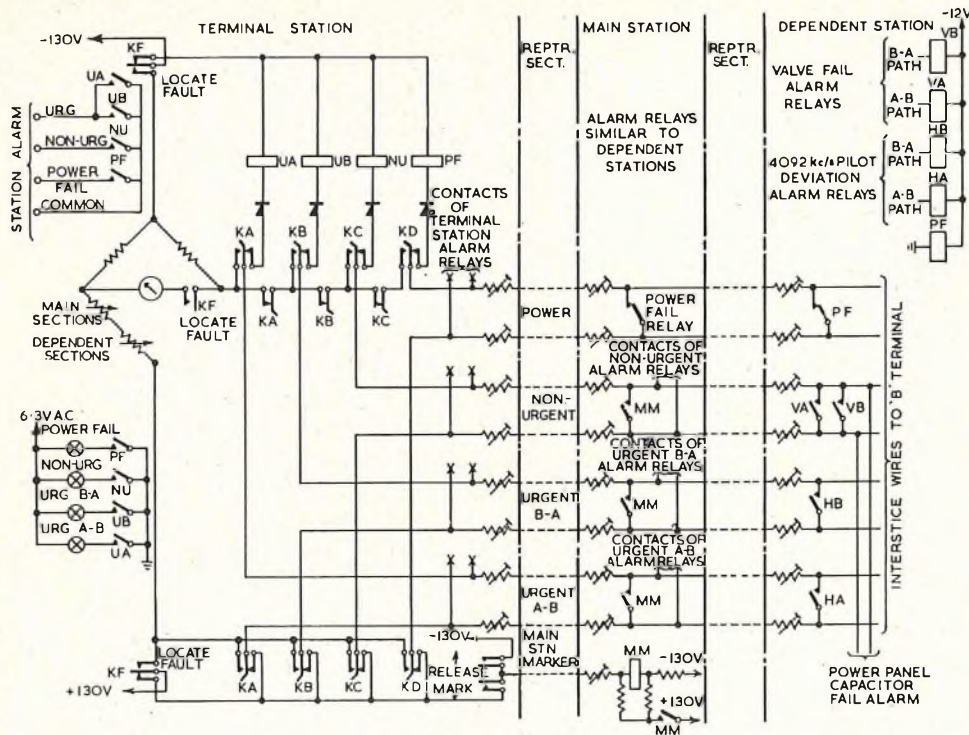 TERMINAL STATION
REPTR. SECT.
MAIN STATION
REPTR. SECT.
DEPENDENT STATION
-12V
-130V
KF
LOCATE FAULT
UA
UB
NU
PF
STATION ALARM
URG
NON-URG
POWER FAIL
COMMON
UA
UB
NU
PF
KA
KB
KC
KD
CONTACTS OF
TERMINAL
STATION
ALARM
RELAYS
ALARM RELAYS
SIMILAR TO
DEPENDENT
STATIONS
VALVE FAIL
ALARM
RELAYS
B-A PATH
VB
A-B PATH
VA
4092 kc/s PILOT
DEVIATION
ALARM RELAYS
B-A PATH
HB
A-B PATH
HA
PF
MAIN
SECTIONS
DEPENDENT
SECTIONS
KF
LOCATE
FAULT
KA
KB
KC
POWER
POWER
FAIL
RELAY
PF
CONTACTS OF
NON-URGENT
ALARM RELAYS
NON-
URGENT
MM
VA
VB
CONTACTS OF
URGENT B-A
ALARM RELAYS
URGENT
B-A
MM
HB
CONTACTS OF
URGENT A-B
ALARM RELAYS
URGENT
A-B
MM
HA
INTERSTICE WIRES TO 'B' TERMINAL
6·3V AC
POWER FAIL
PF
NON-URG
NU
URG B-A
UB
URG A-B
UA
LOCATE
FAULT
KF
+130V
KA
KB
KC
KD
-130V
RELEASE
MARK
MAIN
STN
MARKER
MM
-130V
+130V
MM
POWER PANEL
CAPACITOR
FAIL ALARM